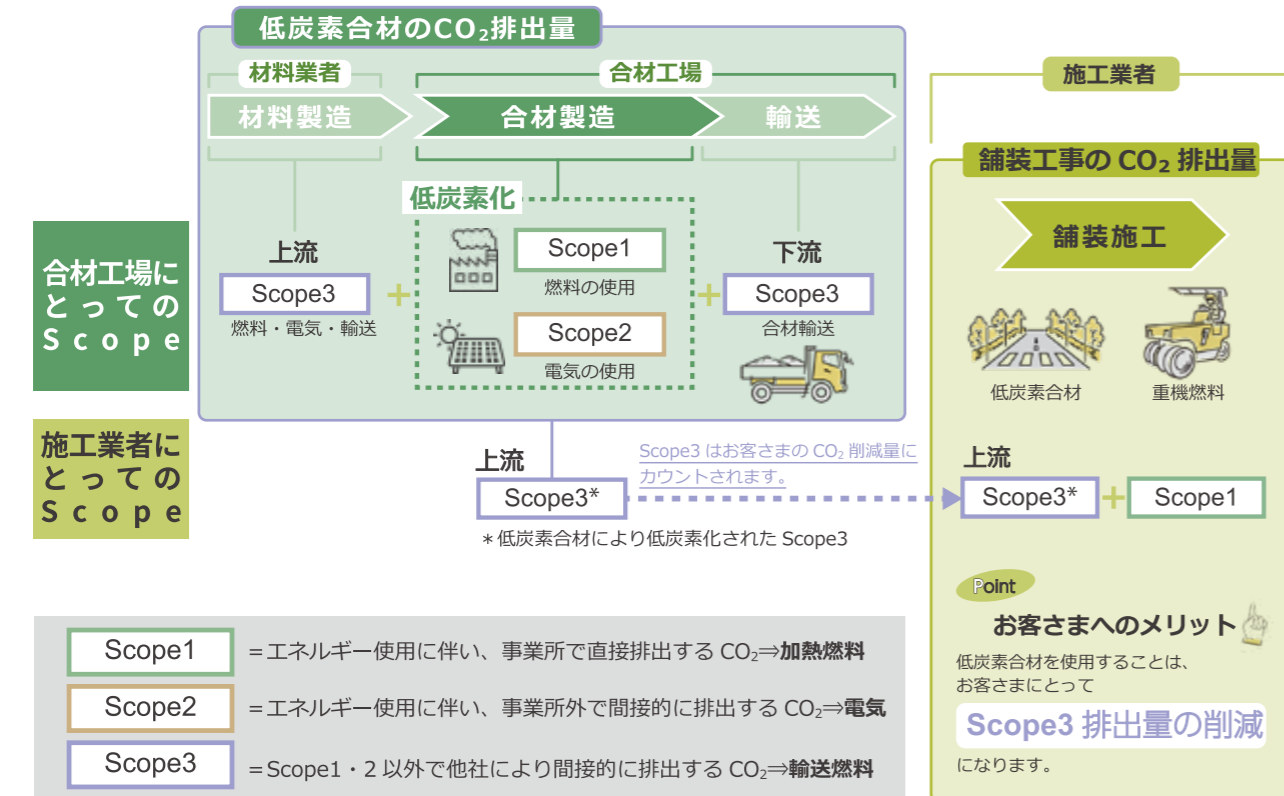 低炭素合材のCO₂排出量
材料業者
合材工場
材料製造
合材製造
輸送
低炭素化
合材工場に
とっての
Scope
上流
Scope3
燃料・電気・輸送
+
Scope1
燃料の使用
Scope2
電気の使用
+
下流
Scope3
合材輸送
施工業者に
とっての
Scope
上流
Scope3*
Scope3 はお客さまの CO₂ 削減量に
カウントされます。
＊低炭素合材により低炭素化された Scope3
施工業者
舗装工事の CO₂ 排出量
舗装施工
低炭素合材
重機燃料
上流
Scope3* + Scope1
Point
お客さまへのメリット
低炭素合材を使用することは、
お客さまにとって
Scope3 排出量の削減
になります。
Scope1 ＝エネルギー使用に伴い、事業所で直接排出する CO₂⇒加熱燃料
Scope2 ＝エネルギー使用に伴い、事業所外で間接的に排出する CO₂⇒電気
Scope3 ＝Scope1・2 以外で他社により間接的に排出する CO₂⇒輸送燃料